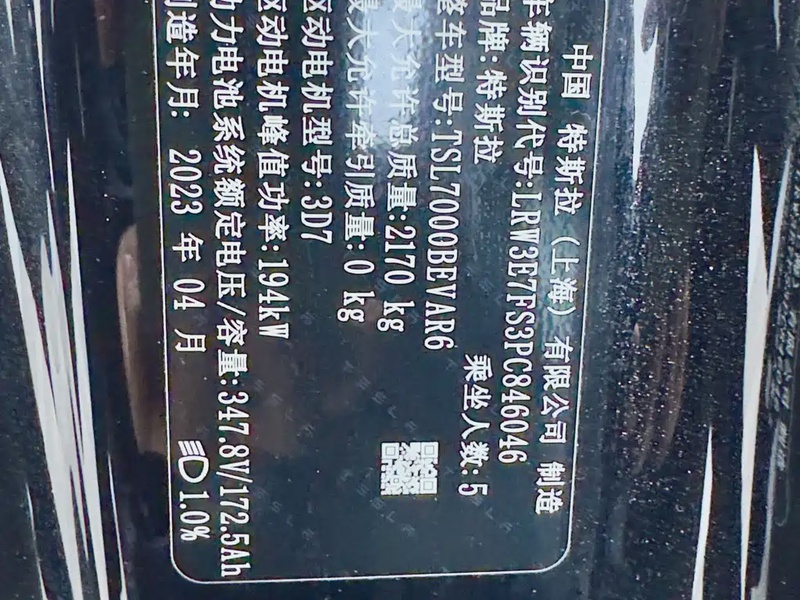 中国 特斯拉（上海）有限公司 制造
车辆识别代号:LRW3E7FS3PC846046
品牌:特斯拉 乘坐人数:5
整车型号:TSL7000BEVAR6
最大允许总质量:2170 kg
最大允许牵引质量:0 kg
驱动电机型号:3D7
驱动电机峰值功率:194kW
动力电池系统额定电压/容量:347.8V/172.5Ah
制造年月: 2023 年 04 月 1.0%